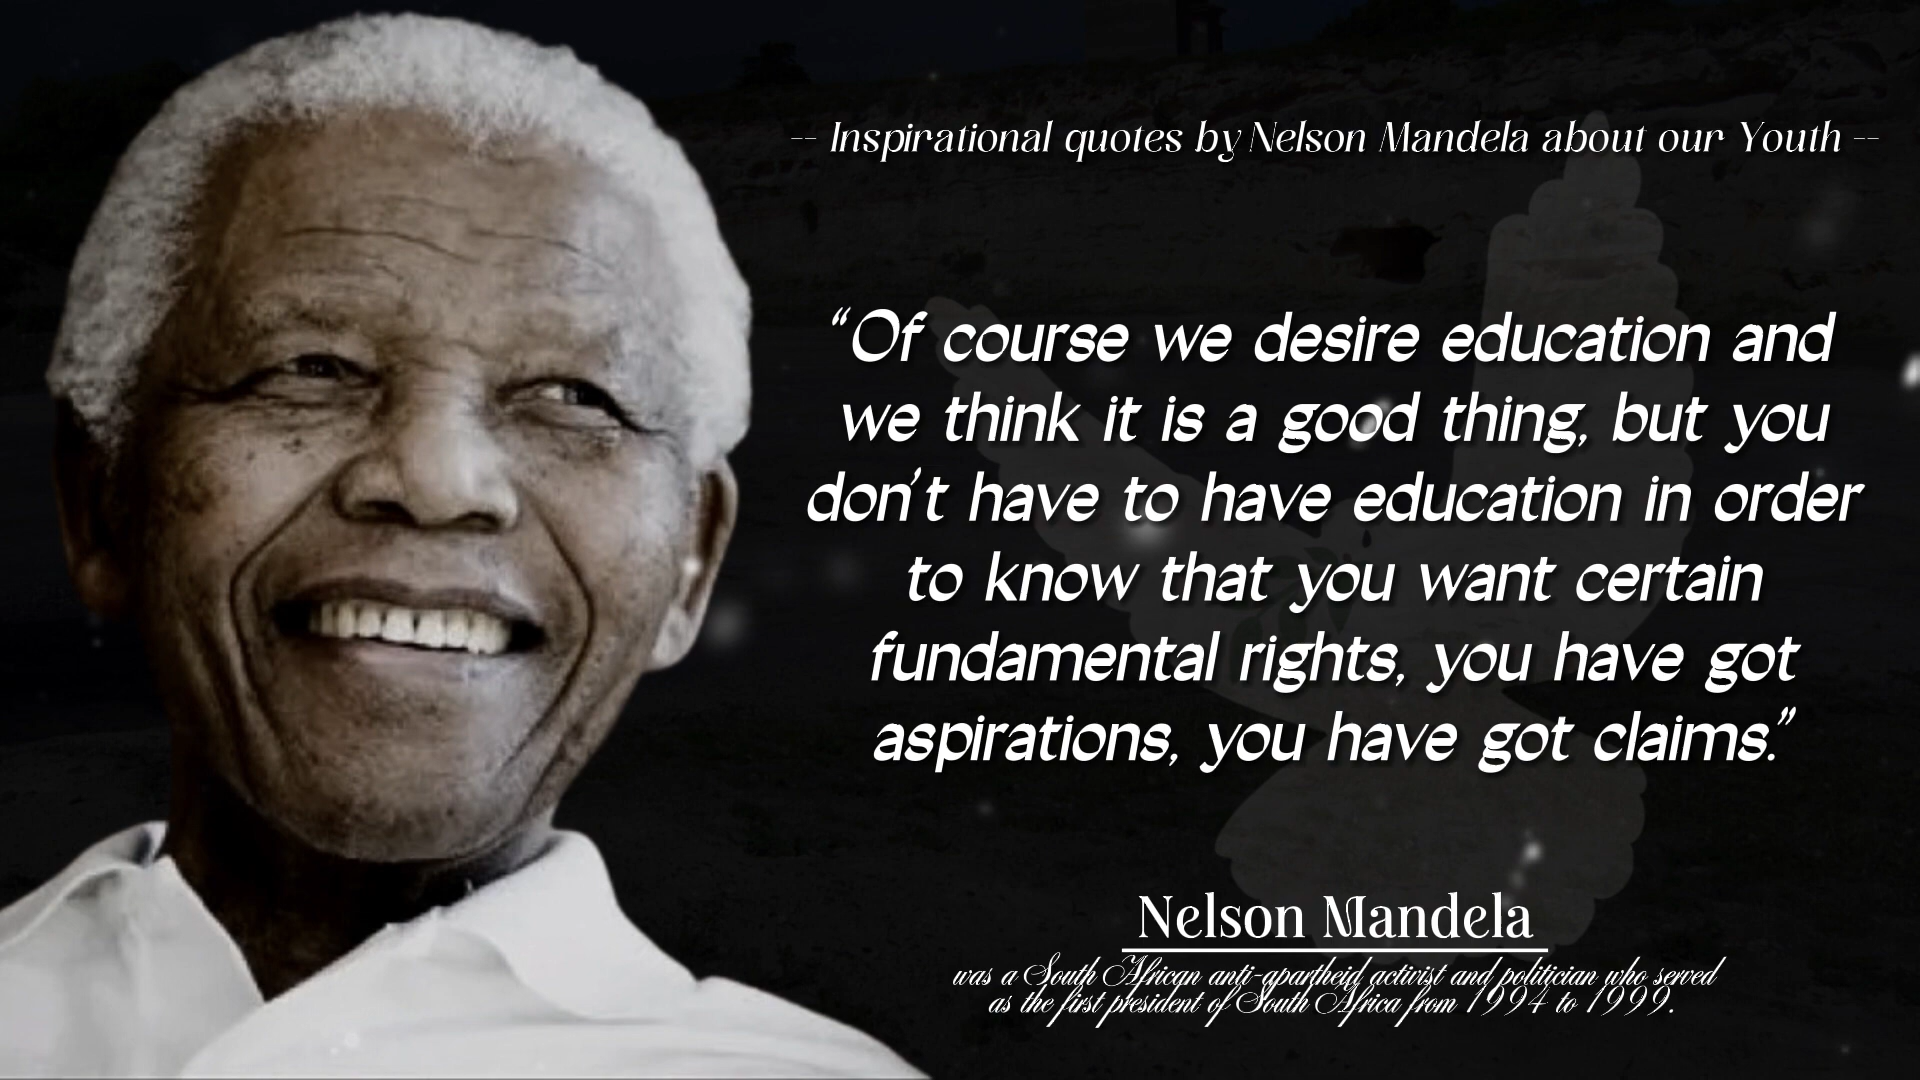 -- Inspirational quotes by Nelson Mandela about our Youth --
“Of course we desire education and
we think it is a good thing, but you
don’t have to have education in order
to know that you want certain
fundamental rights, you have got
aspirations, you have got claims.”
Nelson Mandela
was a South African anti-apartheid activist and politician who served
as the first president of South Africa from 1994 to 1999.